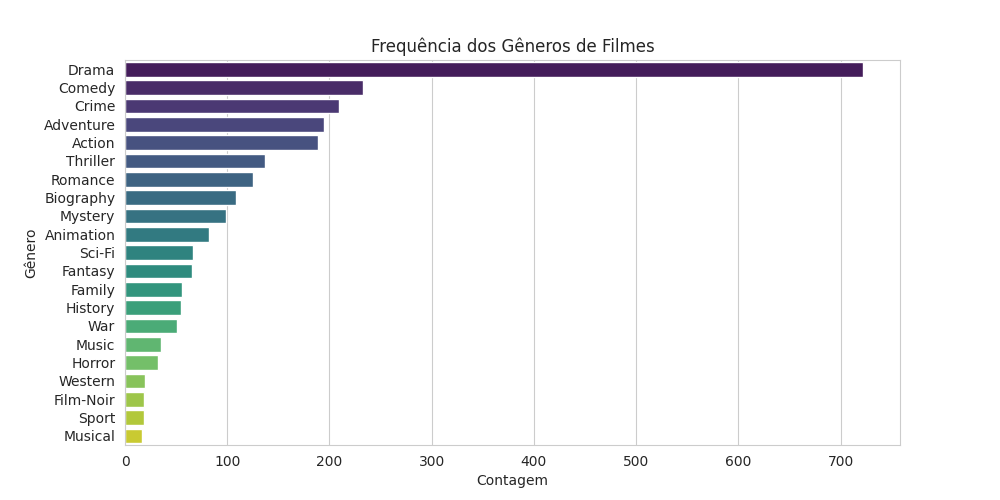 Frequência dos Gêneros de Filmes
Drama
Comedy
Crime
Adventure
Action
Thriller
Romance
Biography
Mystery
Animation
Sci-Fi
Fantasy
Family
History
War
Music
Horror
Western
Film-Noir
Sport
Musical
Gênero
0 100 200 300 400 500 600 700
Contagem